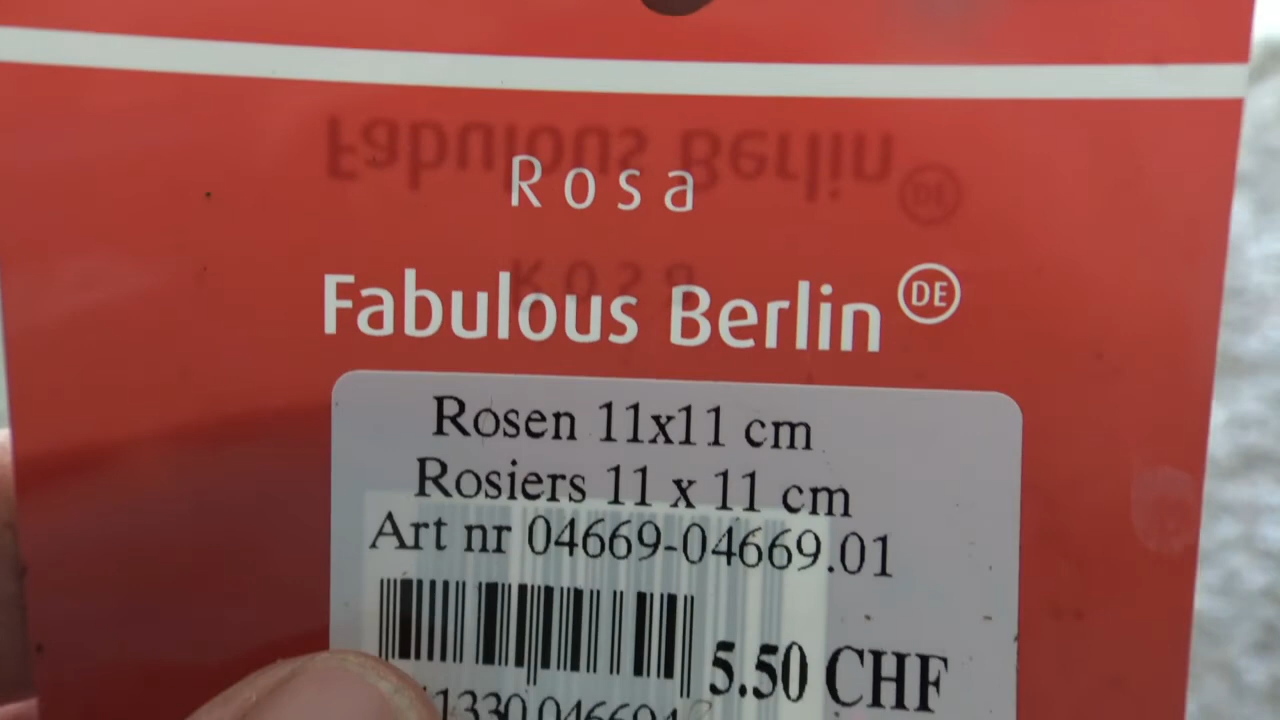 Rosa
Fabulous Berlin DE
Rosen 11x11 cm
Rosiers 11 x 11 cm
Art nr 04669-04669.01
5.50 CHF